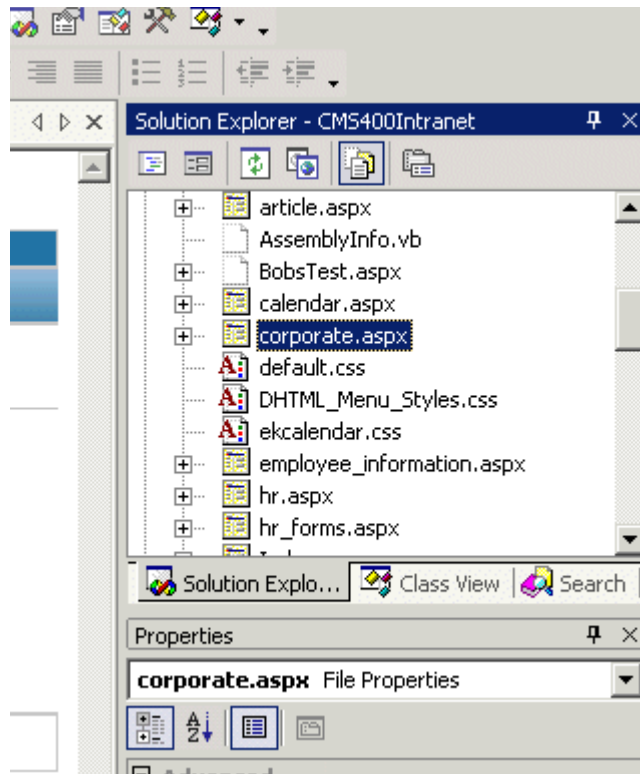 Solution Explorer - CMS400Intranet
article.aspx
AssemblyInfo.vb
BobsTest.aspx
calendar.aspx
corporate.aspx
default.css
DHTML_Menu_Styles.css
ekcalendar.css
employee_information.aspx
hr.aspx
hr_forms.aspx
Solution Explo... Class View Search
Properties
corporate.aspx File Properties